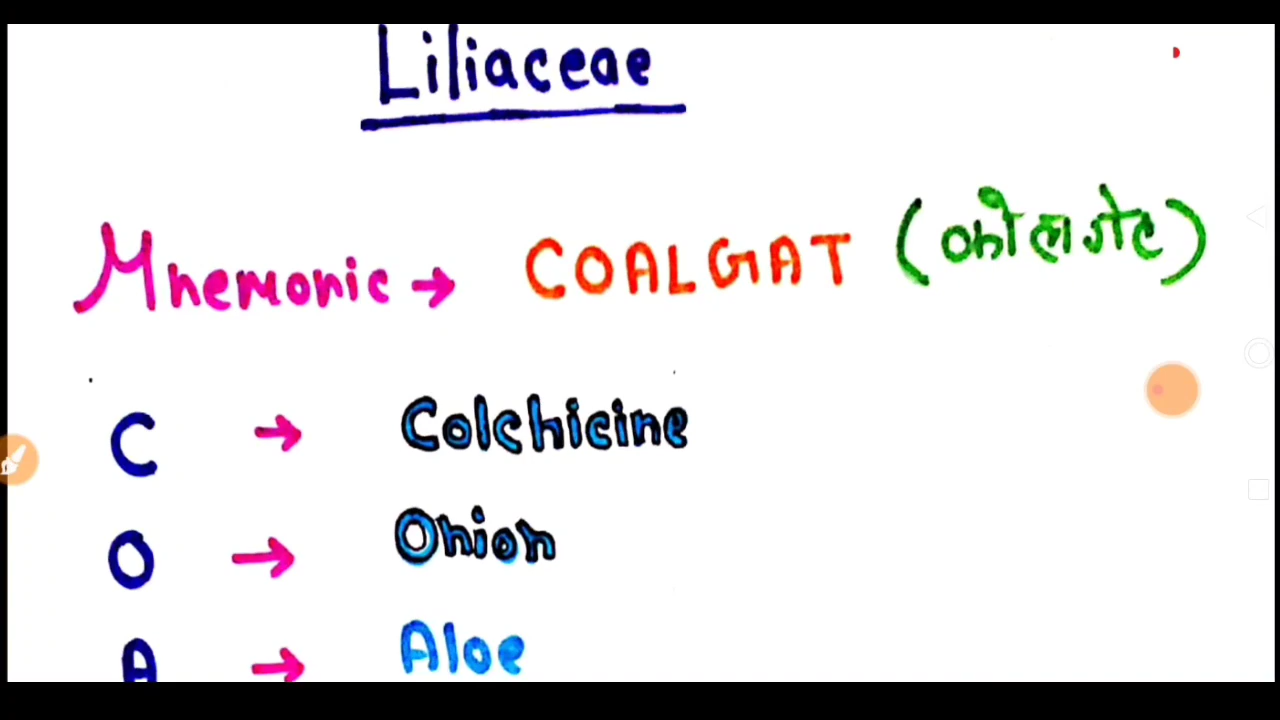 Liliaceae
Mnemonic → COALGAT (कोलगेट)
C → Colchicine
O → Onion
A → Aloe